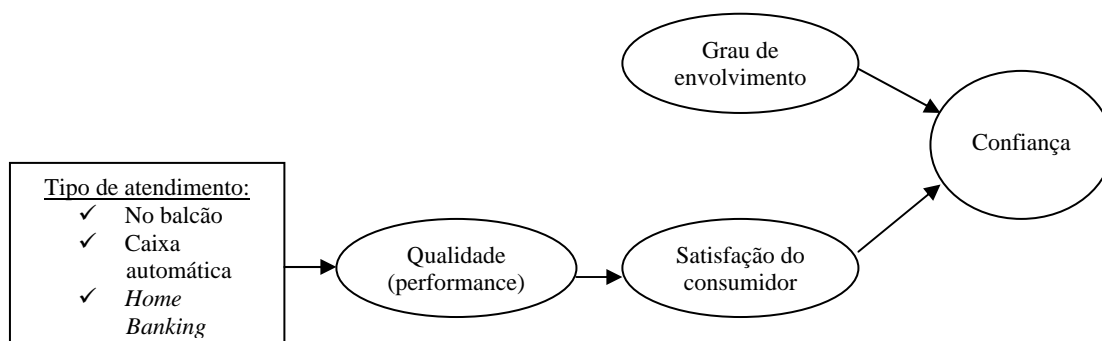 Grau de
envolvimento
Confiança
Tipo de atendimento:
✓ No balcão
✓ Caixa
automática
✓ Home
Banking
Qualidade
(performance)
Satisfação do
consumidor